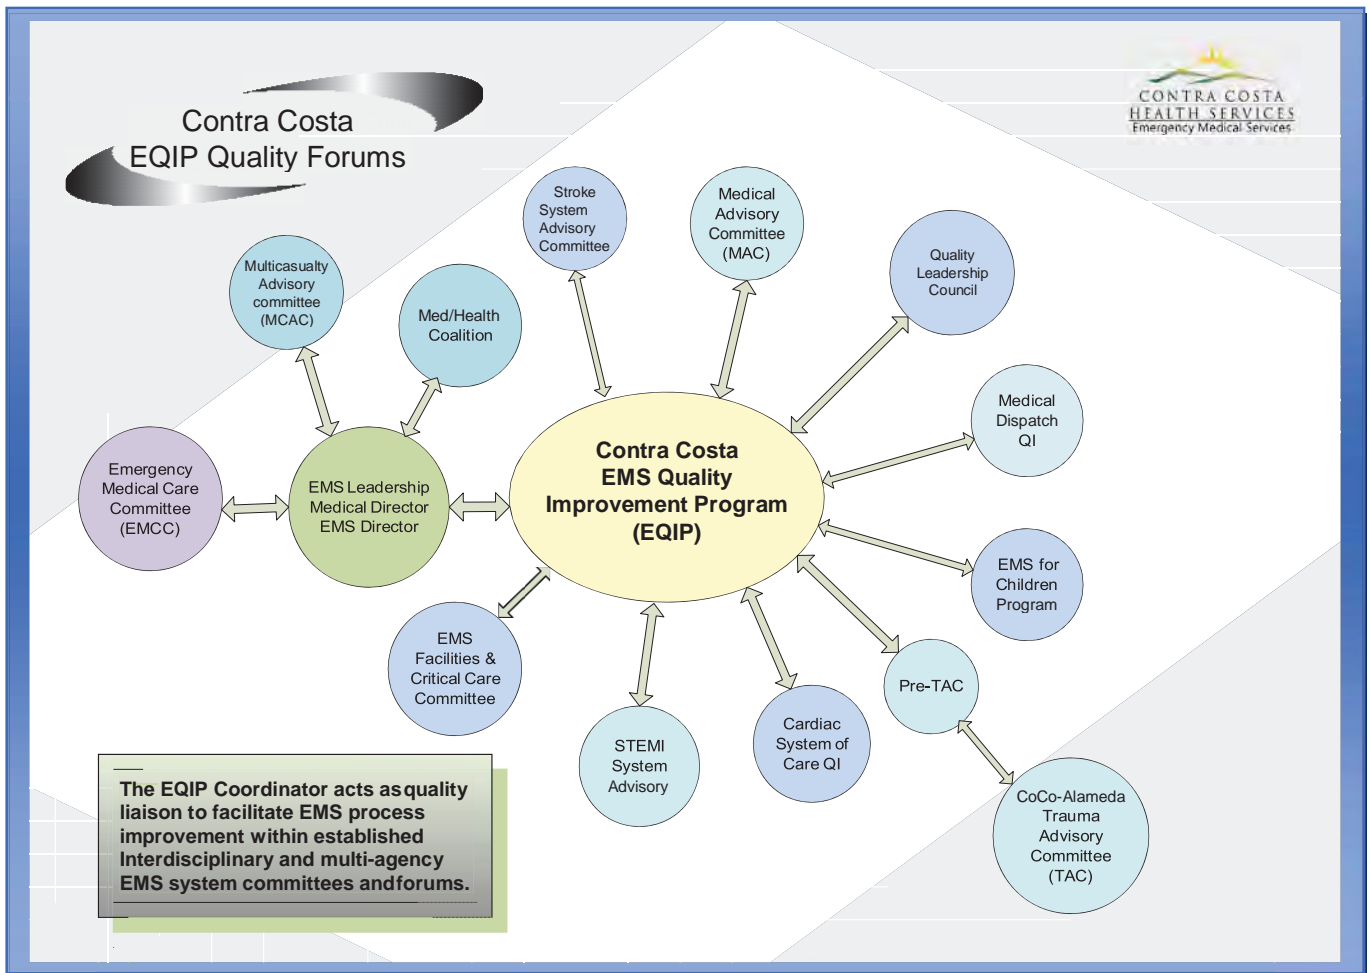 Contra Costa
EQIP Quality Forums
CONTRA COSTA
HEALTH SERVICES
Emergency Medical Services
Stroke
System
Advisory
Committee
Medical
Advisory
Committee
(MAC)
Quality
Leadership
Council
Multicasualty
Advisory
committee
(MCAC)
Med/Health
Coalition
Medical
Dispatch
QI
Emergency
Medical Care
Committee
(EMCC)
EMS Leadership
Medical Director
EMS Director
Contra Costa
EMS Quality
Improvement Program
(EQIP)
EMS for
Children
Program
EMS
Facilities &
Critical Care
Committee
Pre-TAC
STEMI
System
Advisory
Cardiac
System of
Care QI
CoCo-Alameda
Trauma
Advisory
Committee
(TAC)
The EQIP Coordinator acts asquality
liaison to facilitate EMS process
improvement within established
Interdisciplinary and multi-agency
EMS system committees andforums.